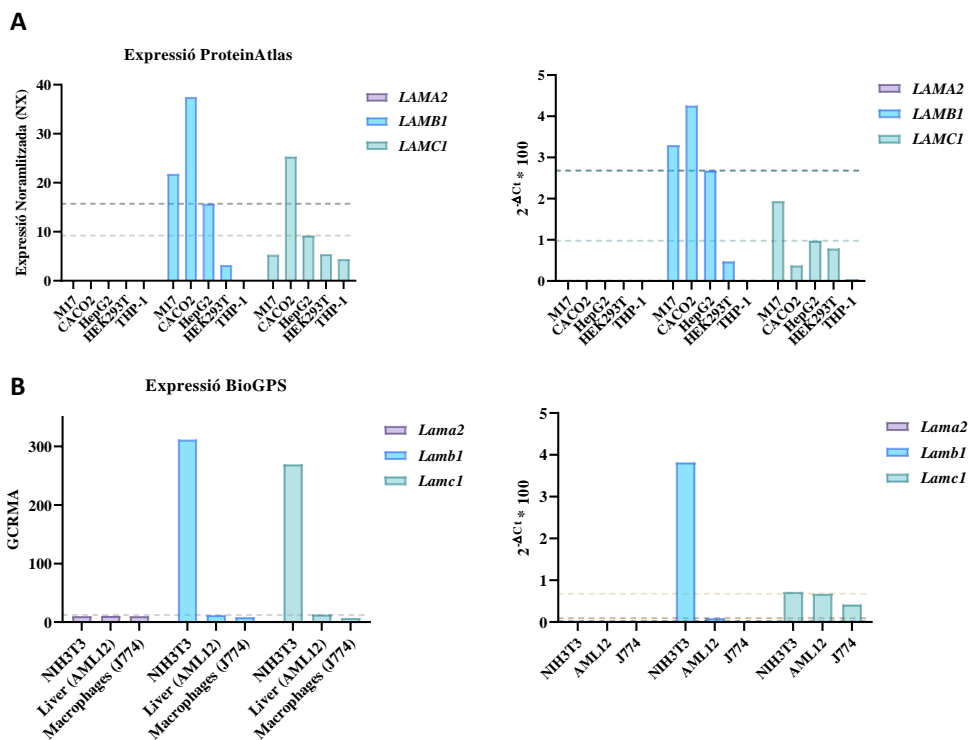 A
Expressió ProteinAtlas
Expressió Noramlitzada (NX)
40
30
20
10
0
M17
CACO2
HepG2
HEK293T
THP-1
M17
CACO2
HepG2
HEK293T
THP-1
M17
CACO2
HepG2
HEK293T
THP-1
LAMA2
LAMB1
LAMC1
2^-ΔCt * 100
5
4
3
2
1
0
M17
CACO2
HepG2
HEK293T
THP-1
M17
CACO2
HepG2
HEK293T
THP-1
M17
CACO2
HepG2
HEK293T
THP-1
LAMA2
LAMB1
LAMC1
B
Expressió BioGPS
GCRMA
300
200
100
0
NIH3T3
Liver (AML12)
Macrophages (J774)
NIH3T3
Liver (AML12)
Macrophages (J774)
NIH3T3
Liver (AML12)
Macrophages (J774)
Lama2
Lamb1
Lamc1
2^-ΔCt * 100
5
4
3
2
1
0
NIH3T3
AML12
J774
NIH3T3
AML12
J774
NIH3T3
AML12
J774
Lama2
Lamb1
Lamc1